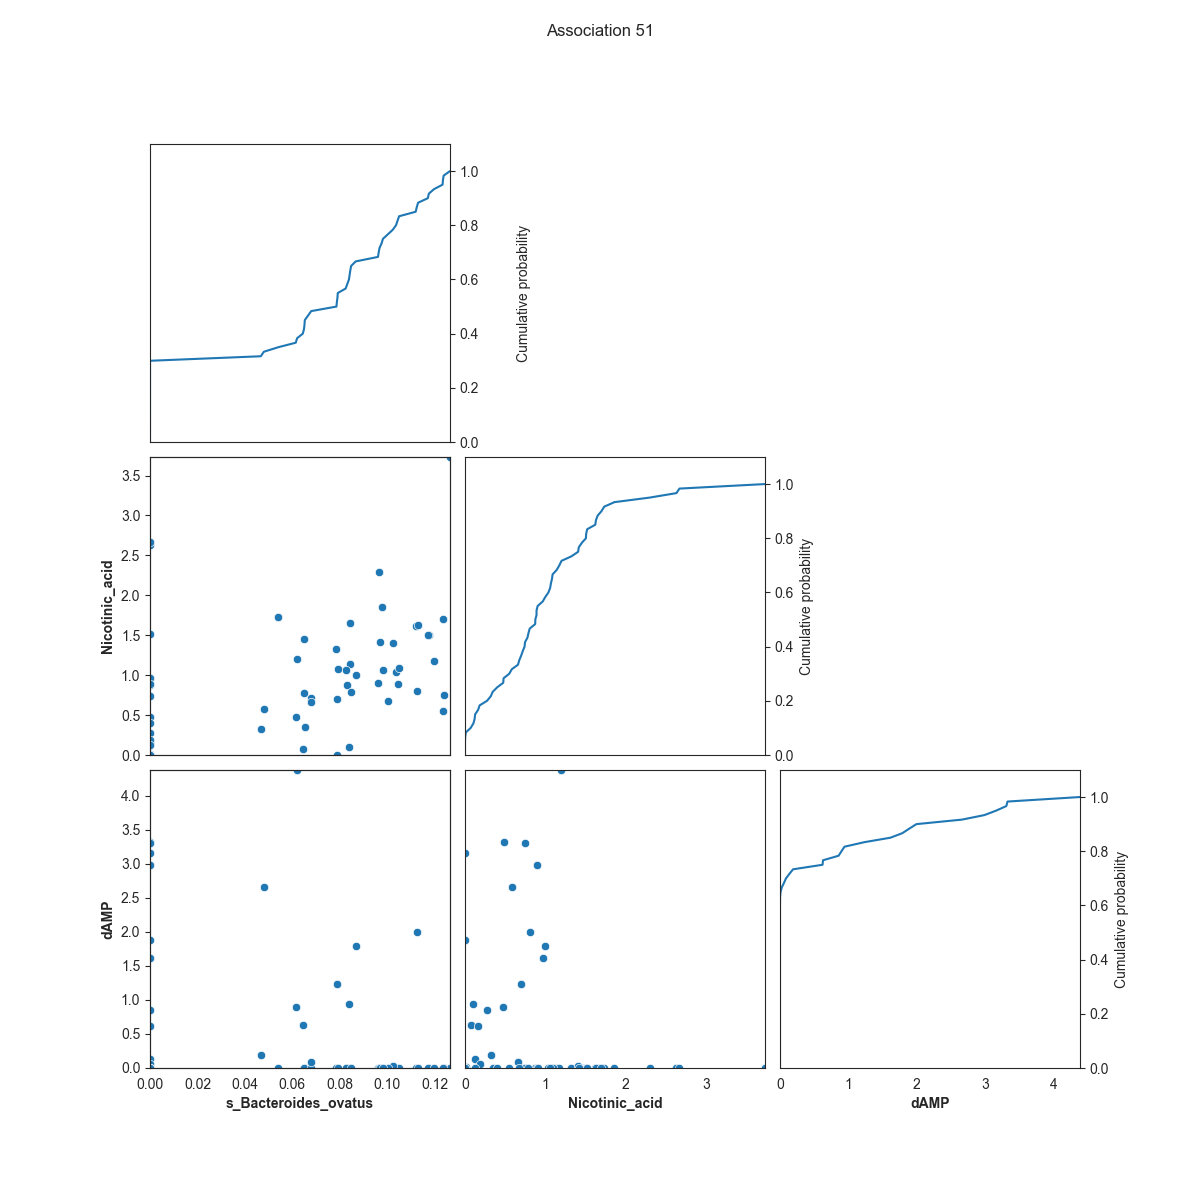 Association 51
1.0
0.8
0.6
0.4
0.2
0.0
Cumulative probability
3.5
3.0
2.5
2.0
1.5
1.0
0.5
0.0
Nicotinic_acid
1.0
0.8
0.6
0.4
0.2
0.0
Cumulative probability
4.0
3.5
3.0
2.5
2.0
1.5
1.0
0.5
0.0
dAMP
1.0
0.8
0.6
0.4
0.2
0.0
Cumulative probability
0.00 0.02 0.04 0.06 0.08 0.10 0.12
s_Bacteroides_ovatus
0 1 2 3
Nicotinic_acid
0 1 2 3 4
dAMP